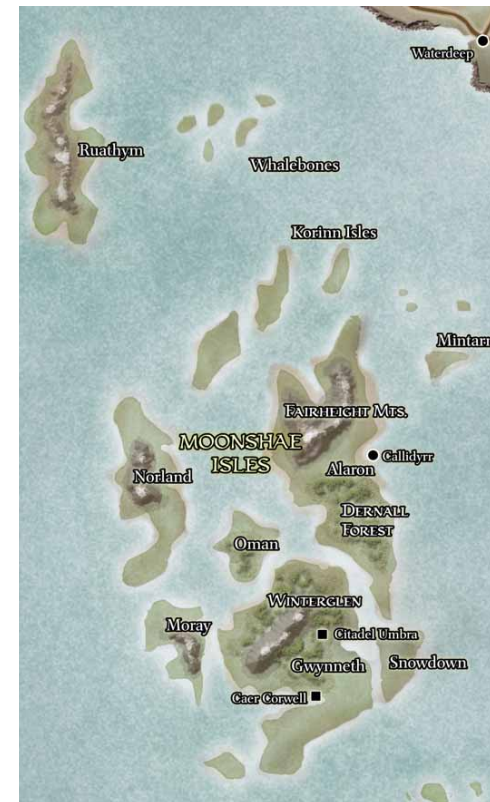 Waterdeep
Ruathym
Whalebones
Korinn Isles
Mintarn
FAIRHEIGHT MTS.
MOONSHAE
ISLES
Callidyrr
Alaron
Norland
DERNALL
FOREST
Oman
WINTERGLEN
Moray
Citadel Umbra
Snowdown
Gwynneth
Caer Corwell